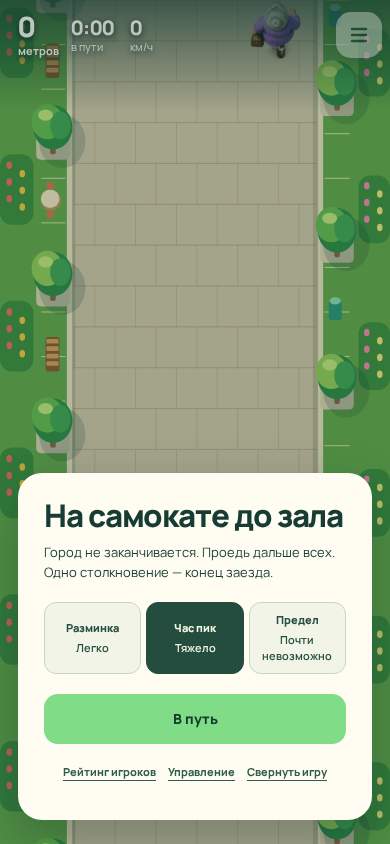 0 0:00 0
метров в пути км/ч
На самокате до зала
Город не заканчивается. Проедь дальше всех.
Одно столкновение — конец заезда.
Разминка Час пик Предел
Легко Тяжело Почти
невозможно
В путь
Рейтинг игроков Управление Свернуть игру